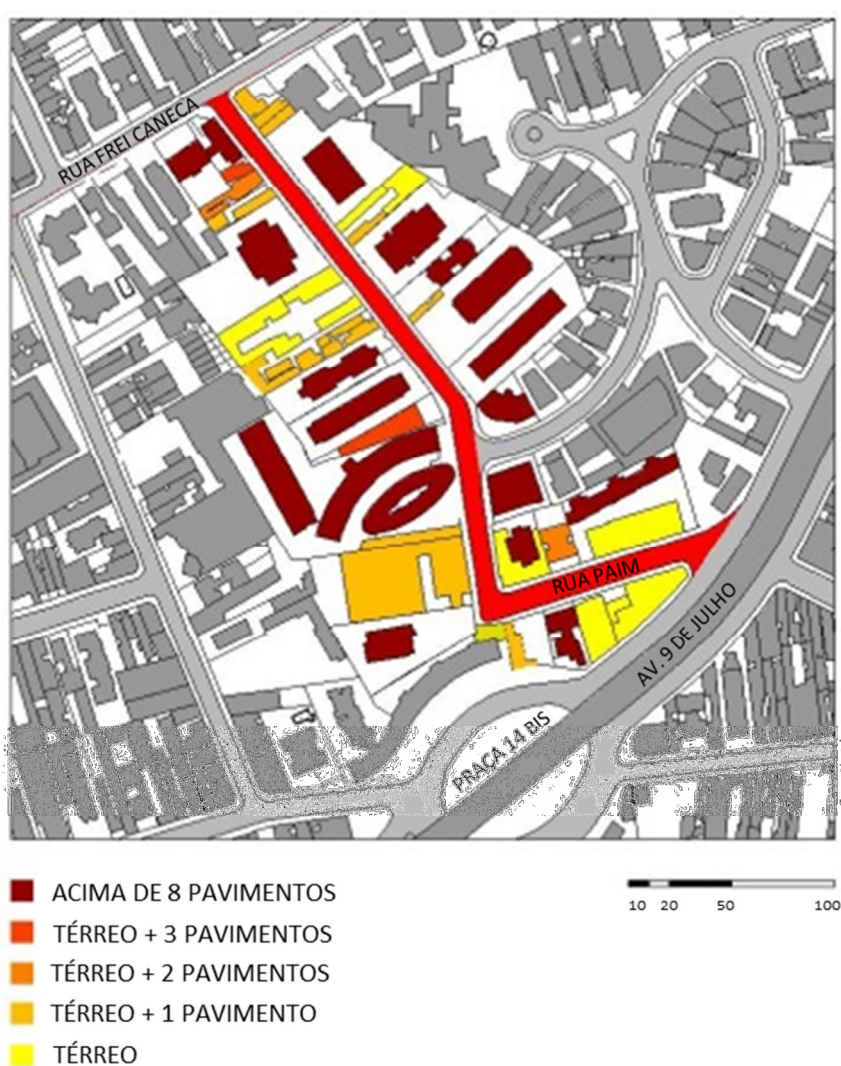 RUA FREI CANECA
RUA PAIM
AV. 9 DE JULHO
PRAÇA 14 BIS
ACIMA DE 8 PAVIMENTOS
TÉRREO + 3 PAVIMENTOS
TÉRREO + 2 PAVIMENTOS
TÉRREO + 1 PAVIMENTO
TÉRREO
10 20 50 100